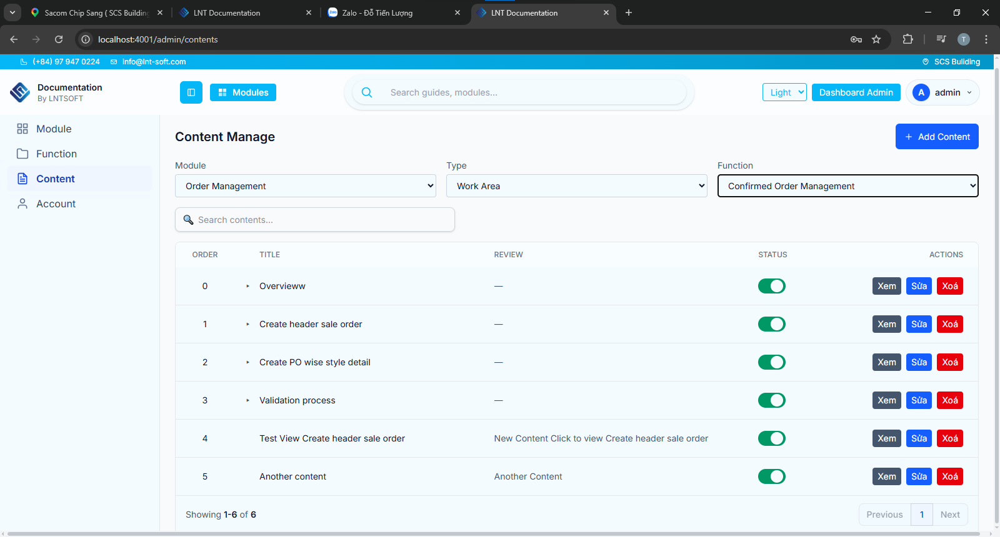 Sacom Chip Sang ( SCS Building
LNT Documentation
Zalo - Đỗ Tiến Lượng
LNT Documentation
localhost:4001/admin/contents
T
(+84) 97 947 0224
info@lnt-soft.com
SCS Buliding
Documentation
By LNTSOFT
Modules
Search guides, modules...
Light
Dashboard Admin
A
admin
Module
Function
Content
Account
Content Manage
+ Add Content
Module
Type
Function
Order Management
Work Area
Confirmed Order Management
Search contents...
ORDER TITLE REVIEW STATUS ACTIONS
0 Overvieww — Xem Sửa Xoá
1 Create header sale order — Xem Sửa Xoá
2 Create PO wise style detail — Xem Sửa Xoá
3 Validation process — Xem Sửa Xoá
4 Test View Create header sale order New Content Click to view Create header sale order Xem Sửa Xoá
5 Another content Another Content Xem Sửa Xoá
Showing 1-6 of 6
Previous 1 Next